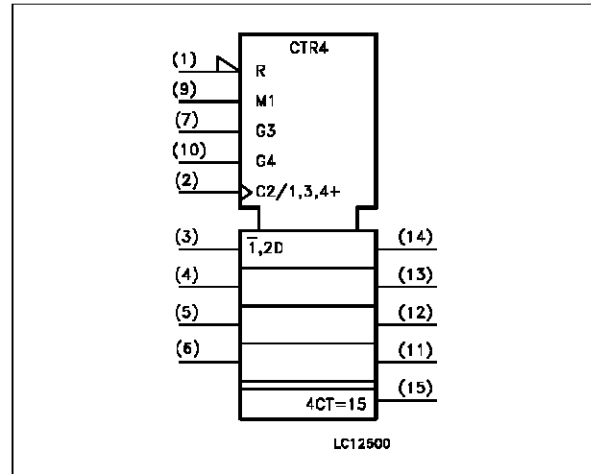 CTR4
(1) R
(9) M1
(7) G3
(10) G4
(2) C2/1,3,4+
(3) 1̅,2D (14)
(4) (13)
(5) (12)
(6) (11)
4CT=15 (15)
LC12500